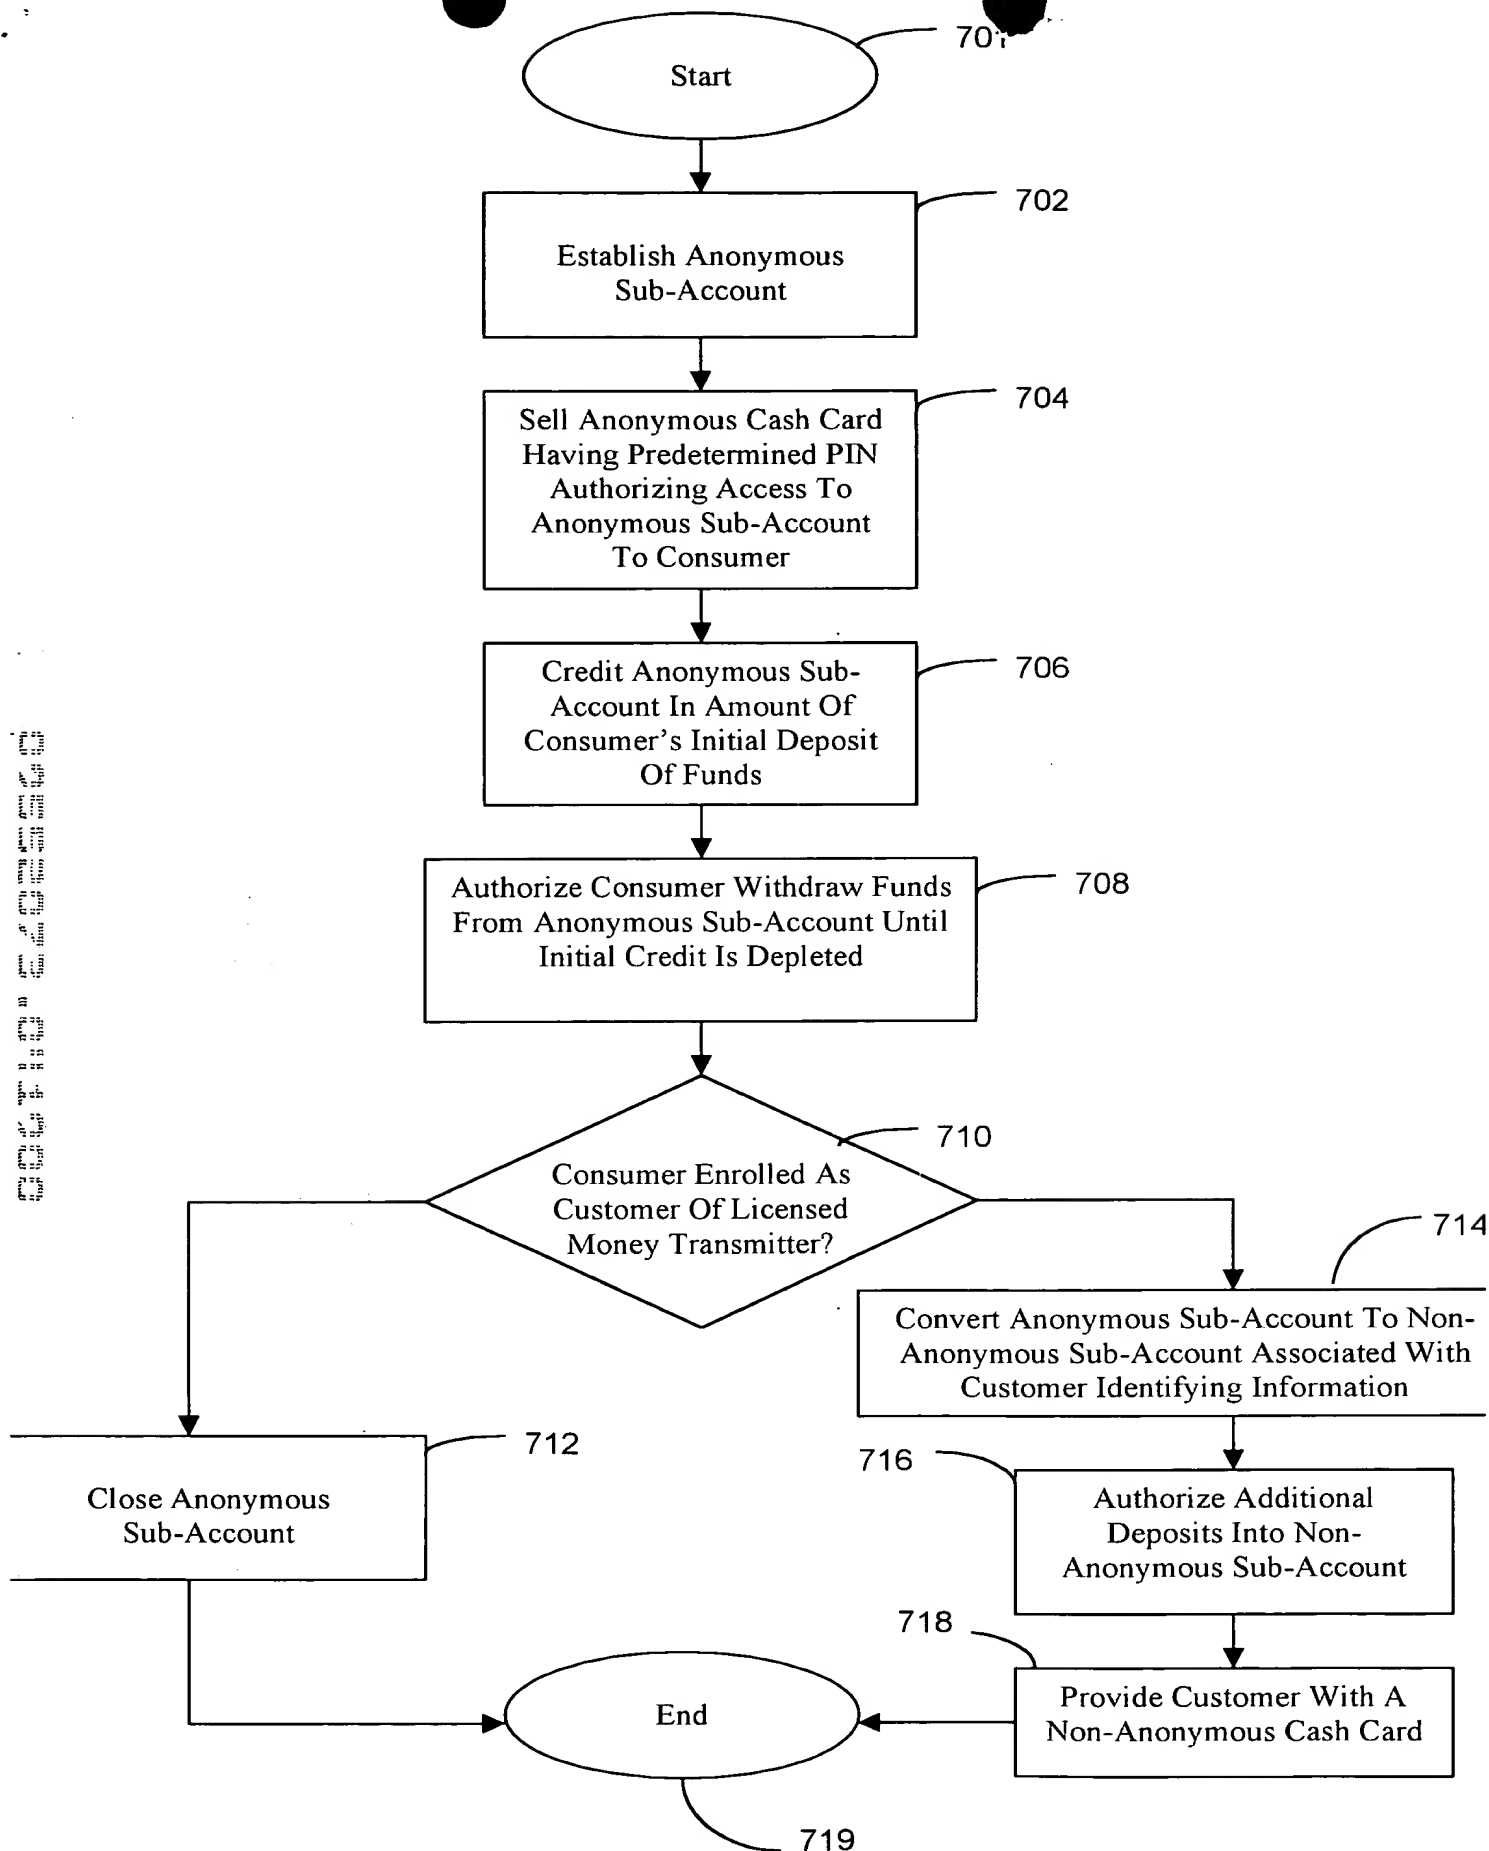 701
Start
702
Establish Anonymous
Sub-Account
704
Sell Anonymous Cash Card
Having Predetermined PIN
Authorizing Access To
Anonymous Sub-Account
To Consumer
706
Credit Anonymous Sub-
Account In Amount Of
Consumer's Initial Deposit
Of Funds
708
Authorize Consumer Withdraw Funds
From Anonymous Sub-Account Until
Initial Credit Is Depleted
710
Consumer Enrolled As
Customer Of Licensed
Money Transmitter?
714
Convert Anonymous Sub-Account To Non-
Anonymous Sub-Account Associated With
Customer Identifying Information
712
Close Anonymous
Sub-Account
716
Authorize Additional
Deposits Into Non-
Anonymous Sub-Account
718
Provide Customer With A
Non-Anonymous Cash Card
End
719